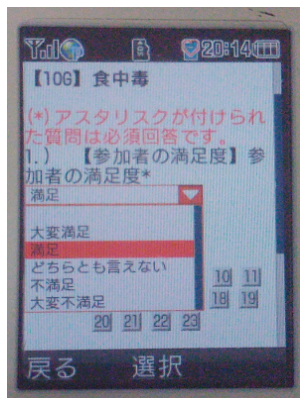 20:14
【10G】食中毒
(*)アスタリスクが付けられ
た質問は必須回答です。
1.) 【参加者の満足度】参
加者の満足度*
満足
大変満足
満足
どちらとも言えない
不満足
大変不満足
10 11
18 19
20 21 22 23
戻る 選択